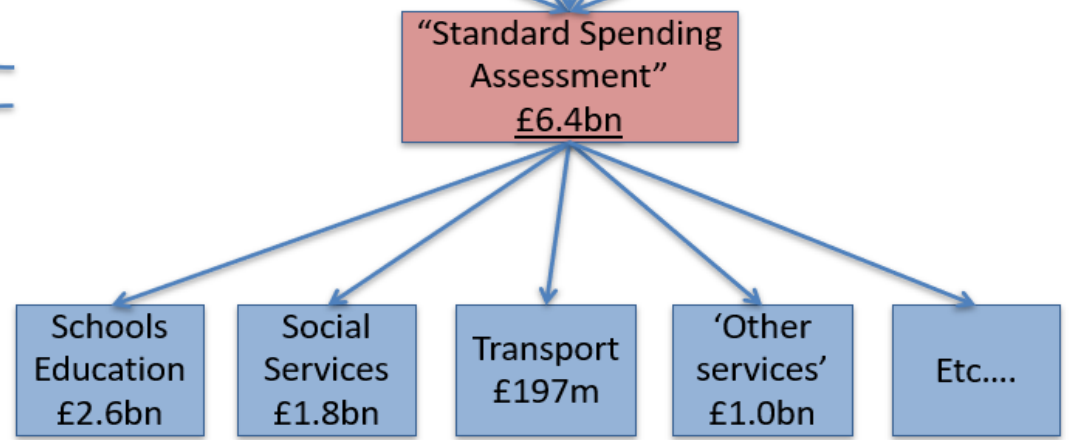 “Standard Spending
Assessment”
£6.4bn
Schools
Education
£2.6bn
Social
Services
£1.8bn
Transport
£197m
‘Other
services’
£1.0bn
Etc....